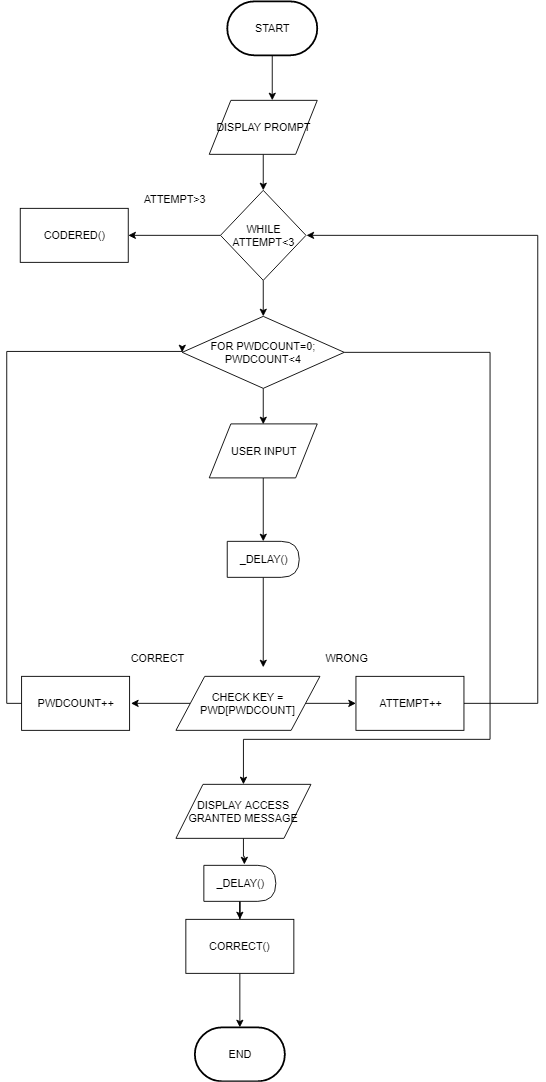 START
DISPLAY PROMPT
ATTEMPT>3
CODERED()
WHILE
ATTEMPT<3
FOR PWDCOUNT=0;
PWDCOUNT<4
USER INPUT
_DELAY()
CORRECT
WRONG
PWDCOUNT++
CHECK KEY =
PWD[PWDCOUNT]
ATTEMPT++
DISPLAY ACCESS
GRANTED MESSAGE
_DELAY()
CORRECT()
END